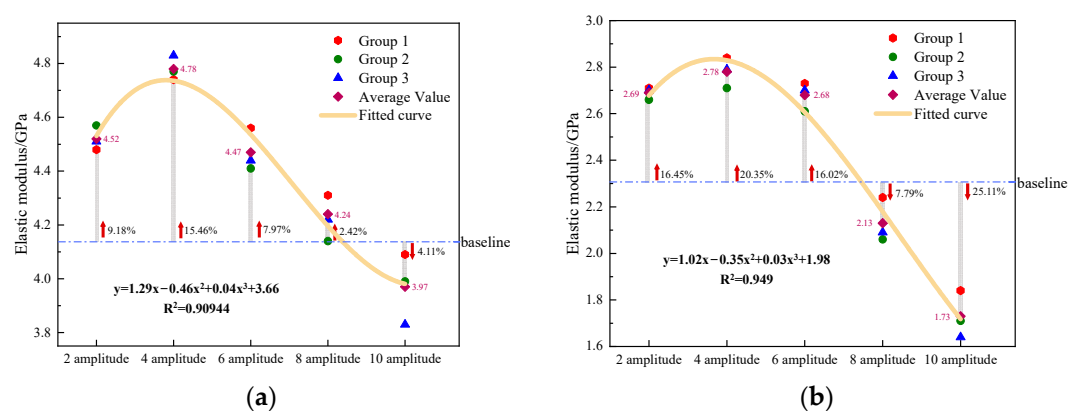 Elastic modulus/GPa
4.8
4.6
4.4
4.2
4.0
3.8
Group 1
Group 2
Group 3
Average Value
Fitted curve
4.78
4.52
4.47
4.24
3.97
9.18%
15.46%
7.97%
2.42%
4.11%
baseline
y=1.29x−0.46x²+0.04x³+3.66
R²=0.90944
2 amplitude 4 amplitude 6 amplitude 8 amplitude 10 amplitude
(a)
Elastic modulus/GPa
3.0
2.8
2.6
2.4
2.2
2.0
1.8
1.6
Group 1
Group 2
Group 3
Average Value
Fitted curve
2.69
2.78
2.68
2.13
1.73
16.45%
20.35%
16.02%
7.79%
25.11%
baseline
y=1.02x−0.35x²+0.03x³+1.98
R²=0.949
2 amplitude 4 amplitude 6 amplitude 8 amplitude 10 amplitude
(b)